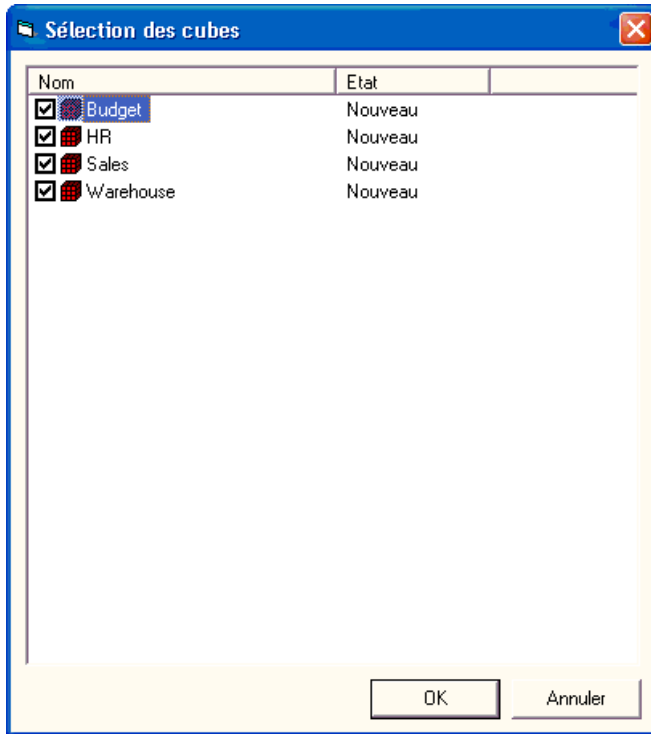 Sélection des cubes
Nom Etat
Budget Nouveau
HR Nouveau
Sales Nouveau
Warehouse Nouveau
OK Annuler